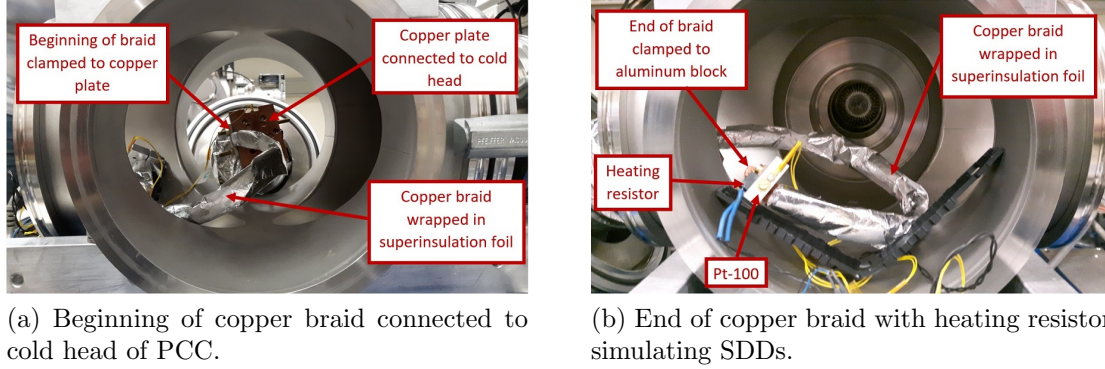 Beginning of braid
clamped to copper
plate
Copper plate
connected to cold
head
Copper braid
wrapped in
superinsulation foil
(a) Beginning of copper braid connected to
cold head of PCC.
End of braid
clamped to
aluminum block
Copper braid
wrapped in
superinsulation foil
Heating
resistor
Pt-100
(b) End of copper braid with heating resistor
simulating SDDs.